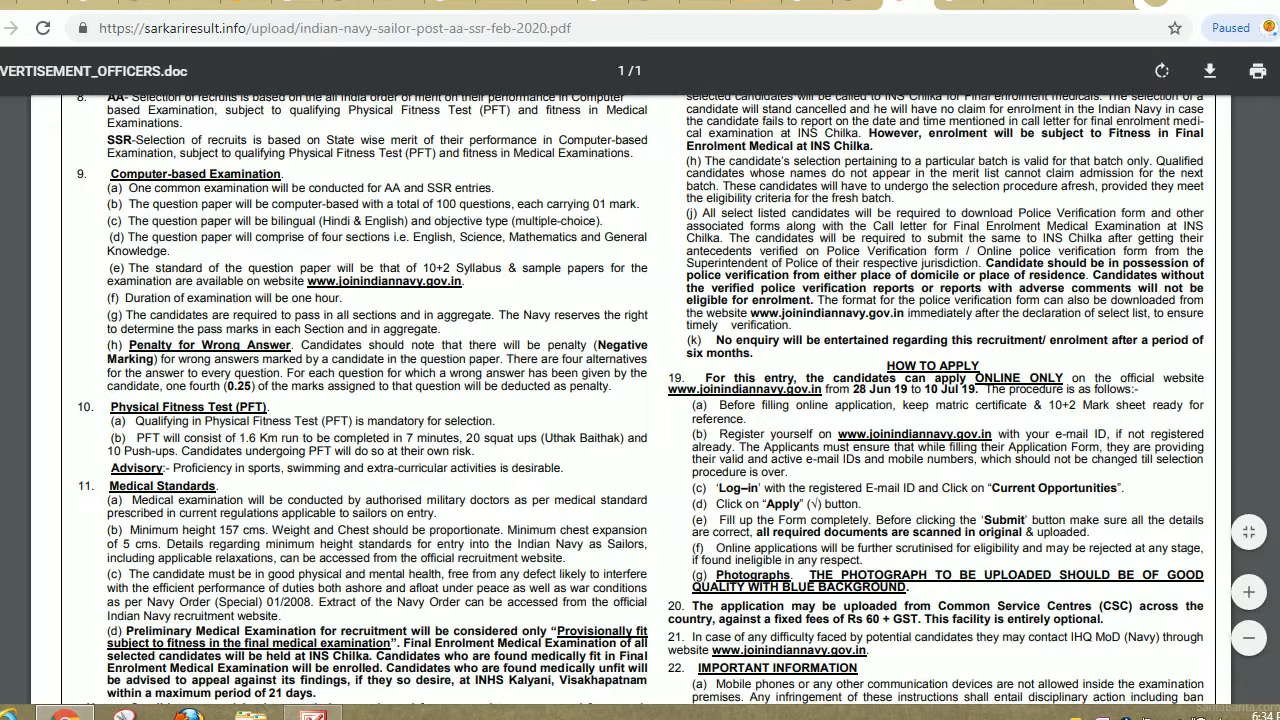 https://sarkariresult.info/upload/indian-navy-sailor-post-aa-ssr-feb-2020.pdf
Paused
VERTISEMENT_OFFICERS.doc
1 / 1
8. AA- Selection of recruits is based on the all India order of merit on their performance in Computer
based Examination, subject to qualifying Physical Fitness Test (PFT) and fitness in Medical
Examinations.
SSR-Selection of recruits is based on State wise merit of their performance in Computer-based
Examination, subject to qualifying Physical Fitness Test (PFT) and fitness in Medical Examinations.
9. Computer-based Examination.
(a) One common examination will be conducted for AA and SSR entries.
(b) The question paper will be computer-based with a total of 100 questions, each carrying 01 mark.
(c) The question paper will be bilingual (Hindi & English) and objective type (multiple-choice).
(d) The question paper will comprise of four sections i.e. English, Science, Mathematics and General
Knowledge.
(e) The standard of the question paper will be that of 10+2 Syllabus & sample papers for the
examination are available on website www.joinindiannavy.gov.in.
(f) Duration of examination will be one hour.
(g) The candidates are required to pass in all sections and in aggregate. The Navy reserves the right
to determine the pass marks in each Section and in aggregate.
(h) Penalty for Wrong Answer. Candidates should note that there will be penalty (Negative
Marking) for wrong answers marked by a candidate in the question paper. There are four alternatives
for the answer to every question. For each question for which a wrong answer has been given by the
candidate, one fourth (0.25) of the marks assigned to that question will be deducted as penalty.
10. Physical Fitness Test (PFT).
(a) Qualifying in Physical Fitness Test (PFT) is mandatory for selection.
(b) PFT will consist of 1.6 Km run to be completed in 7 minutes, 20 squat ups (Uthak Baithak) and
10 Push-ups. Candidates undergoing PFT will do so at their own risk.
Advisory:- Proficiency in sports, swimming and extra-curricular activities is desirable.
11. Medical Standards.
(a) Medical examination will be conducted by authorised military doctors as per medical standard
prescribed in current regulations applicable to sailors on entry.
(b) Minimum height 157 cms. Weight and Chest should be proportionate. Minimum chest expansion
of 5 cms. Details regarding minimum height standards for entry into the Indian Navy as Sailors,
including applicable relaxations, can be accessed from the official recruitment website.
(c) The candidate must be in good physical and mental health, free from any defect likely to interfere
with the efficient performance of duties both ashore and afloat under peace as well as war conditions
as per Navy Order (Special) 01/2008. Extract of the Navy Order can be accessed from the official
Indian Navy recruitment website.
(d) Preliminary Medical Examination for recruitment will be considered only “Provisionally fit
subject to fitness in the final medical examination”. Final Enrolment Medical Examination of all
selected candidates will be held at INS Chilka. Candidates who are found medically fit in Final
Enrolment Medical Examination will be enrolled. Candidates who are found medically unfit will
be advised to appeal against its findings, if they so desire, at INHS Kalyani, Visakhapatnam
within a maximum period of 21 days.
selected candidates will be called to INS Chilka for Final enrolment medicals. The selection of a
candidate will stand cancelled and he will have no claim for enrolment in the Indian Navy in case
the candidate fails to report on the date and time mentioned in call letter for final enrolment medi-
cal examination at INS Chilka. However, enrolment will be subject to Fitness in Final
Enrolment Medical at INS Chilka.
(h) The candidate’s selection pertaining to a particular batch is valid for that batch only. Qualified
candidates whose names do not appear in the merit list cannot claim admission for the next
batch. These candidates will have to undergo the selection procedure afresh, provided they meet
the eligibility criteria for the fresh batch.
(j) All select listed candidates will be required to download Police Verification form and other
associated forms along with the Call letter for Final Enrolment Medical Examination at INS
Chilka. The candidates will be required to submit the same to INS Chilka after getting their
antecedents verified on Police Verification form / Online police verification form from the
Superintendent of Police of their respective jurisdiction. Candidate should be in possession of
police verification from either place of domicile or place of residence. Candidates without
the verified police verification reports or reports with adverse comments will not be
eligible for enrolment. The format for the police verification form can also be downloaded from
the website www.joinindiannavy.gov.in immediately after the declaration of select list, to ensure
timely verification.
(k) No enquiry will be entertained regarding this recruitment/ enrolment after a period of
six months.
HOW TO APPLY
19. For this entry, the candidates can apply ONLINE ONLY on the official website
www.joinindiannavy.gov.in from 28 Jun 19 to 10 Jul 19. The procedure is as follows:-
(a) Before filling online application, keep matric certificate & 10+2 Mark sheet ready for
reference.
(b) Register yourself on www.joinindiannavy.gov.in with your e-mail ID, if not registered
already. The Applicants must ensure that while filling their Application Form, they are providing
their valid and active e-mail IDs and mobile numbers, which should not be changed till selection
procedure is over.
(c) ‘Log–in’ with the registered E-mail ID and Click on “Current Opportunities”.
(d) Click on “Apply” (√) button.
(e) Fill up the Form completely. Before clicking the ‘Submit’ button make sure all the details
are correct, all required documents are scanned in original & uploaded.
(f) Online applications will be further scrutinised for eligibility and may be rejected at any stage,
if found ineligible in any respect.
(g) Photographs. THE PHOTOGRAPH TO BE UPLOADED SHOULD BE OF GOOD
QUALITY WITH BLUE BACKGROUND.
20. The application may be uploaded from Common Service Centres (CSC) across the
country, against a fixed fees of Rs 60 + GST. This facility is entirely optional.
21. In case of any difficulty faced by potential candidates they may contact IHQ MoD (Navy) through
website www.joinindiannavy.gov.in.
22. IMPORTANT INFORMATION
(a) Mobile phones or any other communication devices are not allowed inside the examination
premises. Any infringement of these instructions shall entail disciplinary action including ban
SantaBanta.com
6:34